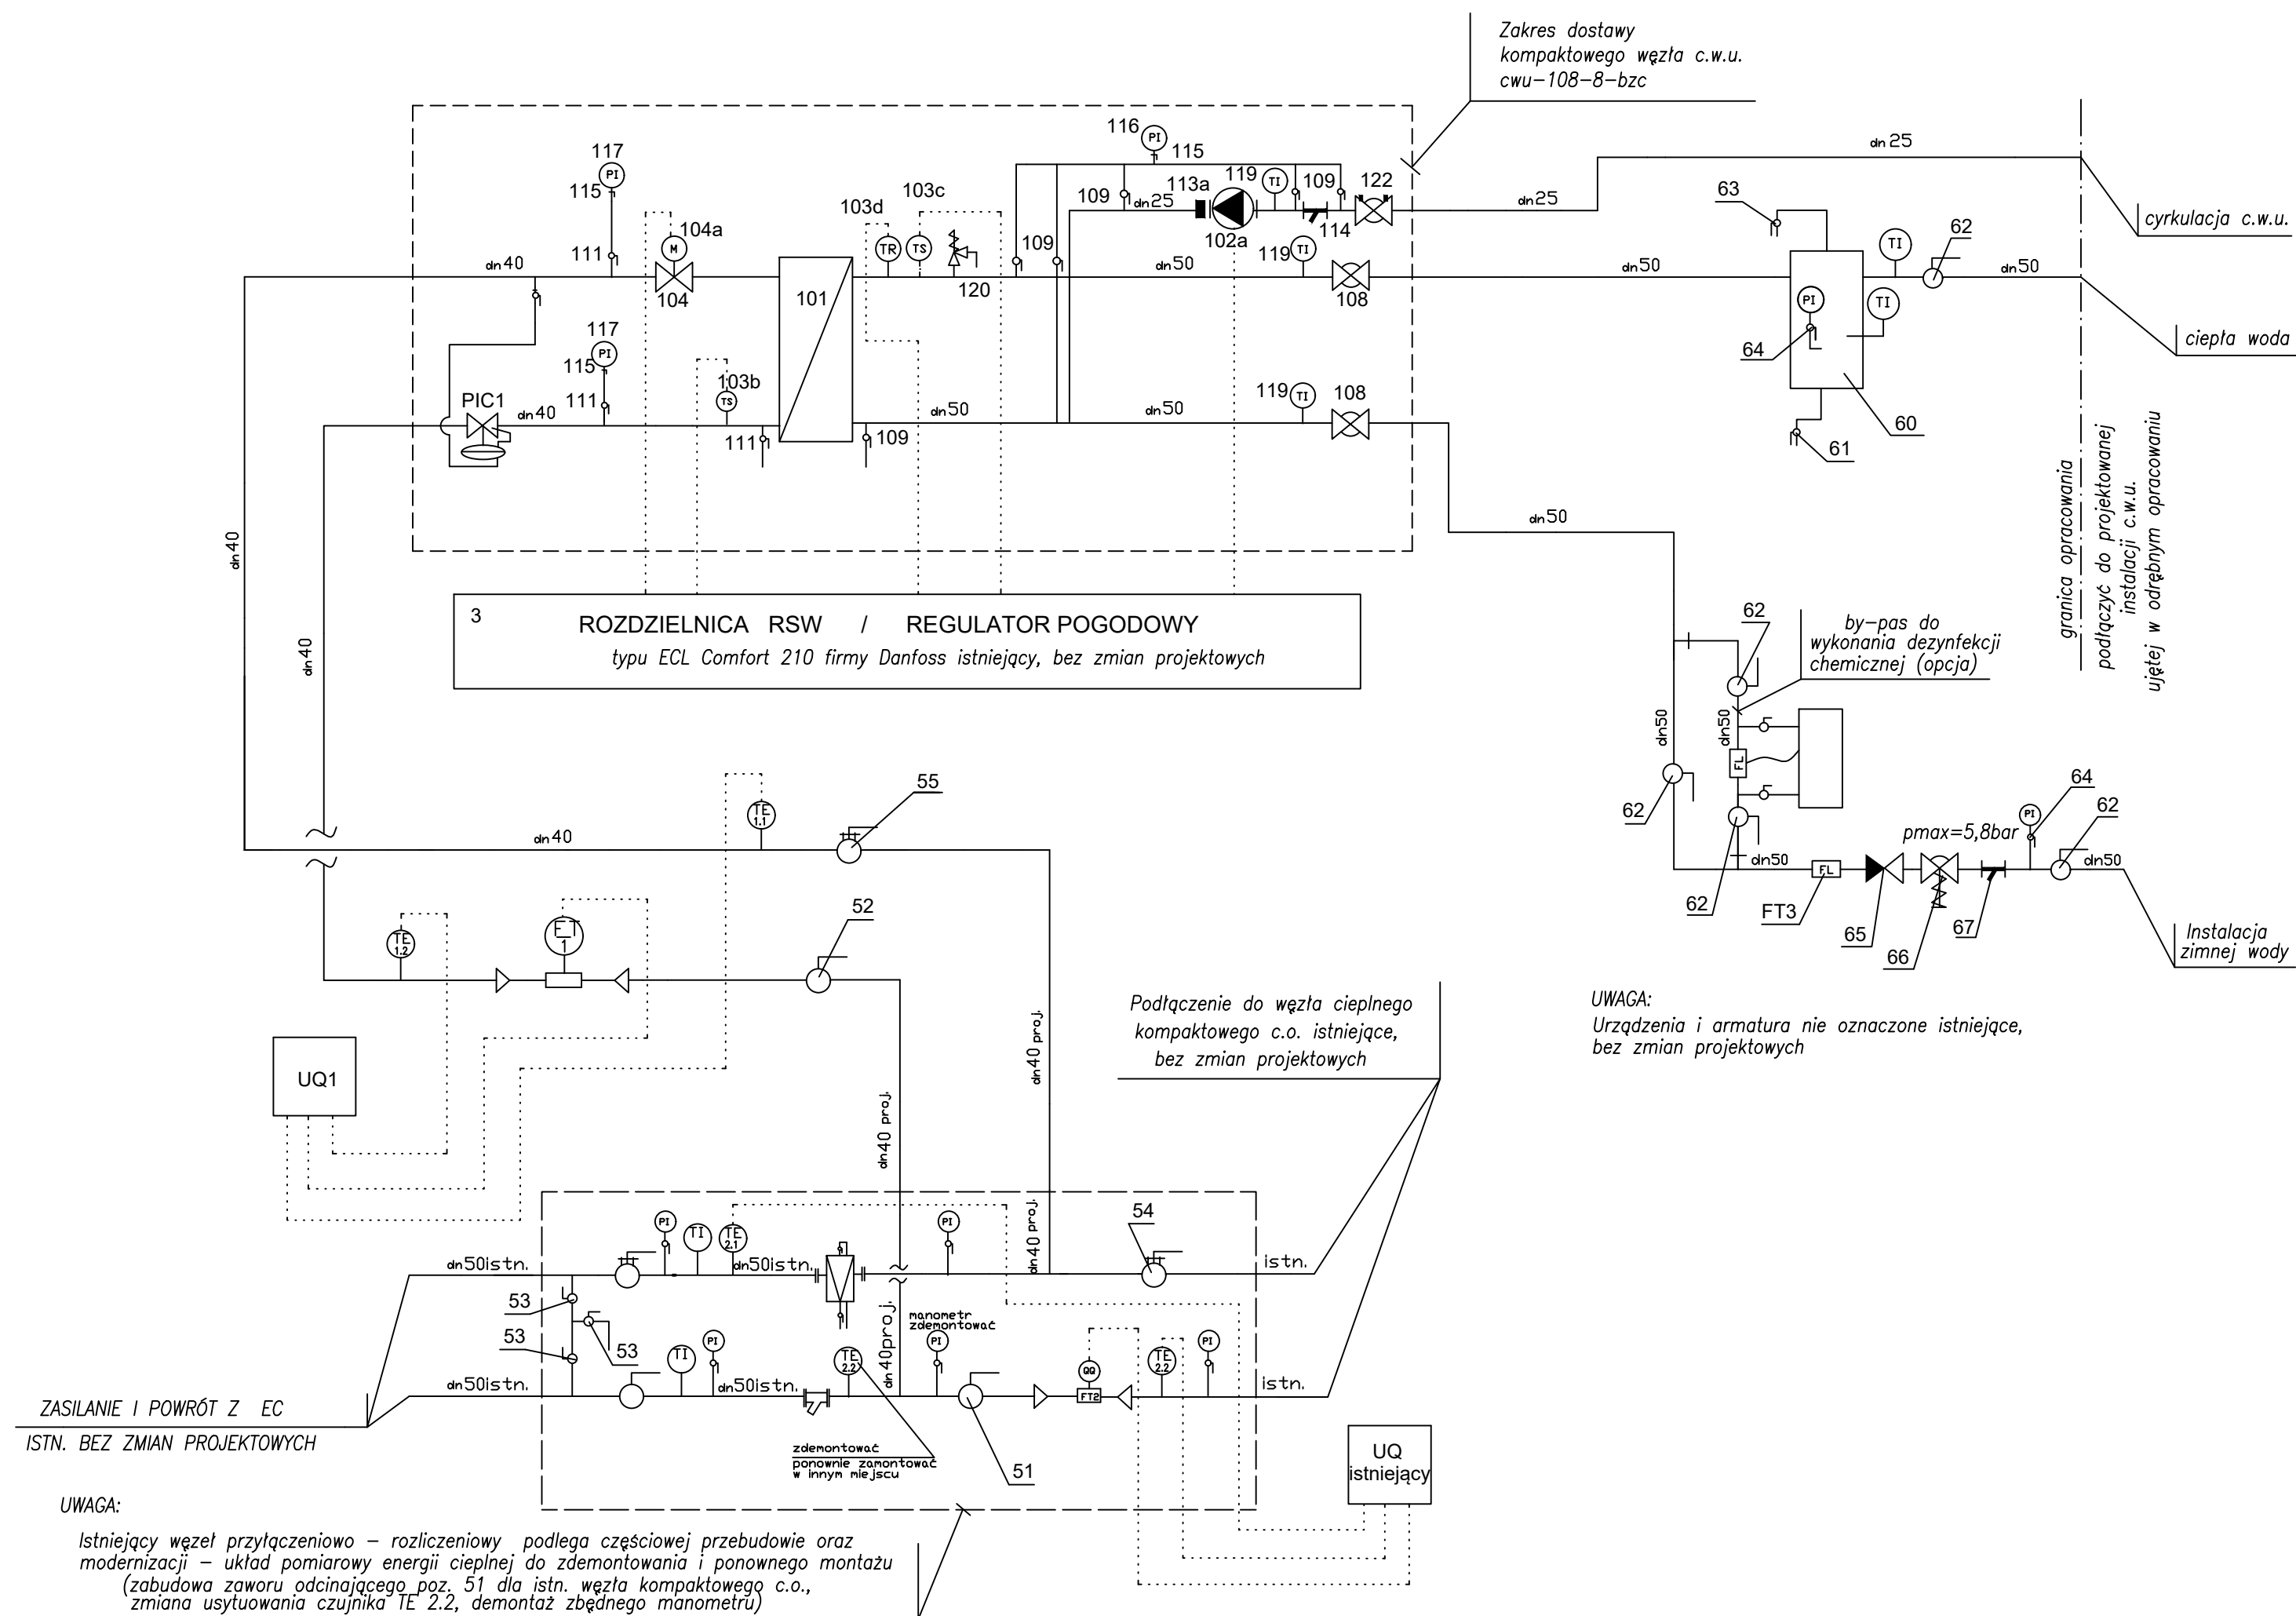 Zakres dostawy
kompaktowego węzła c.w.u.
cwu-108-8-bzc
116
PI
115
117
PI
115
111
104a
M
104
dn40
103d
103c
TR
TS
120
109
dn25
113a
119
TI
109
122
102a
114
109
119
TI
dn50
108
101
dn25
dn25
cyrkulacja c.w.u.
63
TI
62
dn50
dn50
ciepła woda
PI
TI
64
60
61
117
PI
115
111
PIC1
dn40
103b
TS
111
109
dn50
dn50
119
TI
108
dn50
granica opracowania
podłączyć do projektowanej
instalacji c.w.u.
ujętej w odrębnym opracowaniu
dn40
dn40
3
ROZDZIELNICA RSW / REGULATOR POGODOWY
typu ECL Comfort 210 firmy Danfoss istniejący, bez zmian projektowych
62
by-pas do
wykonania dezynfekcji
chemicznej (opcja)
dn50
dn50
FL
62
62
dn50
FL
FT3
65
pmax=5,8bar
66
67
PI
64
62
dn50
Instalacja
zimnej wody
UWAGA:
Urządzenia i armatura nie oznaczone istniejące,
bez zmian projektowych
TE
1.1
55
dn40
TE
1.2
FT
1
52
UQ1
dn40 proj.
dn40 proj.
Podłączenie do węzła cieplnego
kompaktowego c.o. istniejące,
bez zmian projektowych
dn50istn.
PI
TI
TE
2.1
dn50istn.
PI
dn40 proj.
54
istn.
53
53
53
dn50istn.
TI
PI
dn50istn.
TE
2.2
dn40proj.
manometr
zdemontować
PI
QQ
FT2
TE
2.2
PI
istn.
zdemontować
ponownie zamontować
w innym miejscu
51
UQ
istniejący
ZASILANIE I POWRÓT Z EC
ISTN. BEZ ZMIAN PROJEKTOWYCH
UWAGA:
Istniejący węzeł przyłączeniowo – rozliczeniowy podlega częściowej przebudowie oraz
modernizacji – układ pomiarowy energii cieplnej do zdemontowania i ponownego montażu
(zabudowa zaworu odcinającego poz. 51 dla istn. węzła kompaktowego c.o.,
zmiana usytuowania czujnika TE 2.2, demontaż zbędnego manometru)